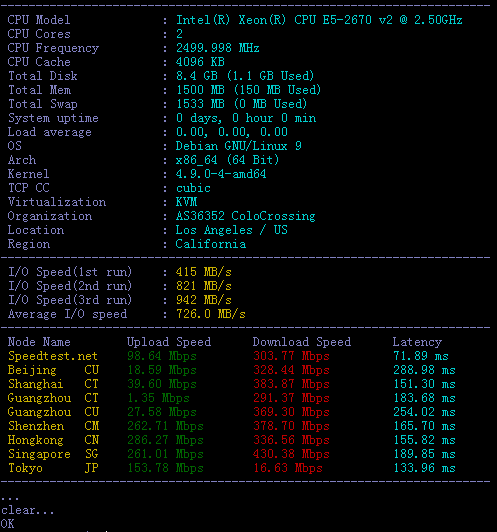 CPU Model : Intel(R) Xeon(R) CPU E5-2670 v2 @ 2.50GHz
CPU Cores : 2
CPU Frequency : 2499.998 MHz
CPU Cache : 4096 KB
Total Disk : 8.4 GB (1.1 GB Used)
Total Mem : 1500 MB (150 MB Used)
Total Swap : 1533 MB (0 MB Used)
System uptime : 0 days, 0 hour 0 min
Load average : 0.00, 0.00, 0.00
OS : Debian GNU/Linux 9
Arch : x86_64 (64 Bit)
Kernel : 4.9.0-4-amd64
TCP CC : cubic
Virtualization : KVM
Organization : AS36352 ColoCrossing
Location : Los Angeles / US
Region : California
I/O Speed(1st run) : 415 MB/s
I/O Speed(2nd run) : 821 MB/s
I/O Speed(3rd run) : 942 MB/s
Average I/O speed : 726.0 MB/s
Node Name Upload Speed Download Speed Latency
Speedtest.net 98.64 Mbps 303.77 Mbps 71.89 ms
Beijing CU 18.59 Mbps 328.44 Mbps 288.98 ms
Shanghai CT 39.60 Mbps 383.87 Mbps 151.30 ms
Guangzhou CT 1.35 Mbps 291.37 Mbps 183.68 ms
Guangzhou CU 27.58 Mbps 369.30 Mbps 254.02 ms
Shenzhen CM 262.71 Mbps 378.70 Mbps 165.70 ms
Hongkong CN 286.27 Mbps 336.56 Mbps 155.82 ms
Singapore SG 261.01 Mbps 430.38 Mbps 189.85 ms
Tokyo JP 153.78 Mbps 16.63 Mbps 133.96 ms
...
clear...
OK